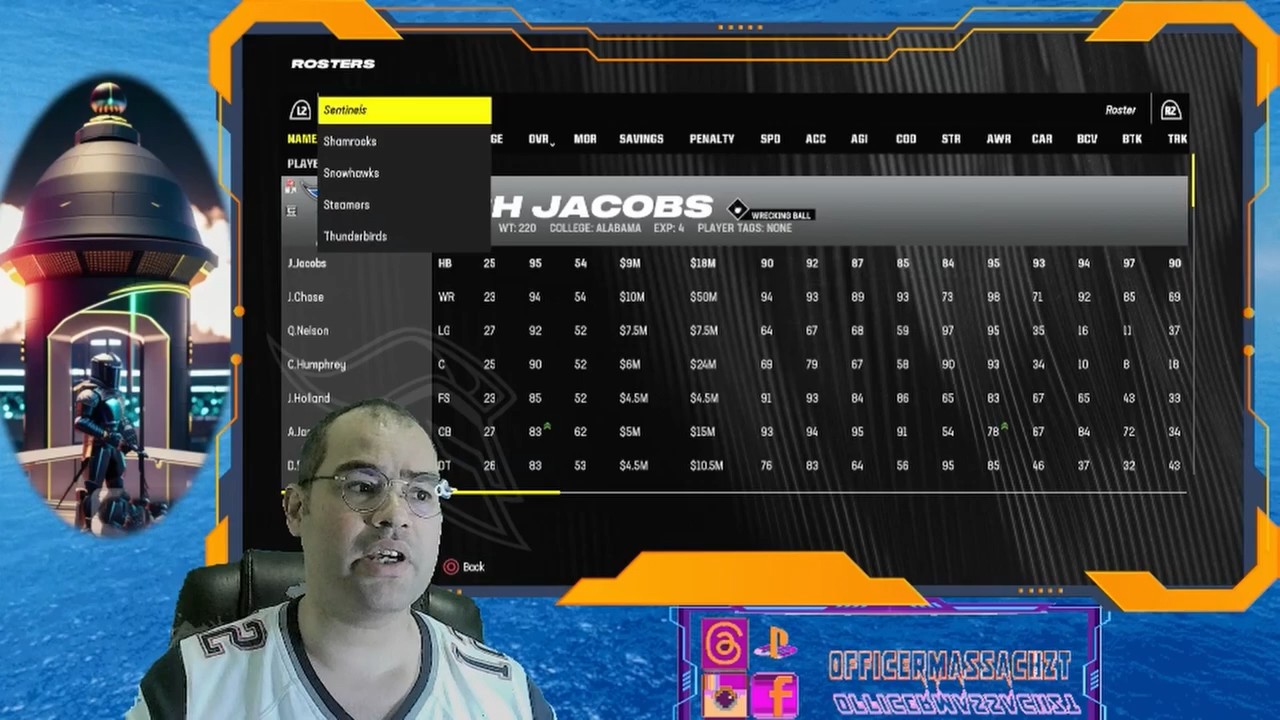 ROSTERS
L2 Sentinels Roster R2
Shamrocks
Snowhawks
Steamers
Thunderbirds
NAME GE OVR MOR SAVINGS PENALTY SPD ACC AGI COD STR AWR CAR BCV BTK TRK
PLAYE
H JACOBS WRECKING BALL
WT: 220 COLLEGE: ALABAMA EXP: 4 PLAYER TAGS: NONE
J.Jacobs HB 25 95 54 $9M $18M 90 92 87 85 84 95 93 94 97 90
J.Chase WR 23 94 54 $10M $50M 94 93 89 93 73 98 71 92 85 69
Q.Nelson LG 27 92 52 $7.5M $7.5M 64 67 68 59 97 95 35 16 11 37
C.Humphrey C 25 90 52 $6M $24M 69 79 67 58 90 93 34 10 8 18
J.Holland FS 23 85 52 $4.5M $4.5M 91 93 84 86 65 83 67 65 43 33
A.Ja CB 27 83 62 $5M $15M 93 94 95 91 54 78 67 84 72 34
DT 26 83 53 $4.5M $10.5M 76 83 64 56 95 85 46 37 32 43
Back
2 12
OFFICERMASSACHZT